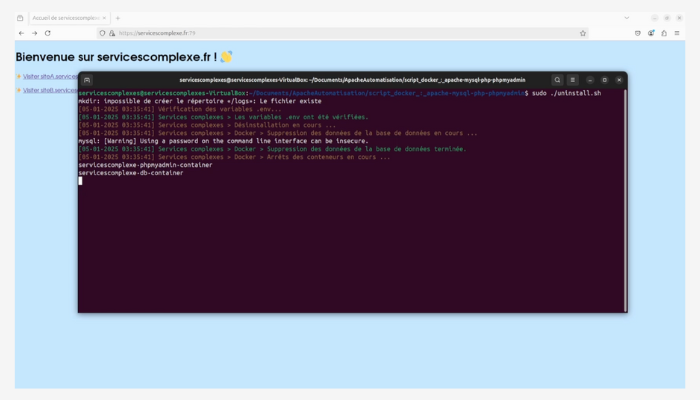 Accueil de servicescomplex
https://servicescomplexe.fr:79
Bienvenue sur servicescomplexe.fr ! 👋
Visiter siteA.services
servicescomplexes@servicescomplexes-VirtualBox: ~/Documents/ApacheAutomatisation/script_docker_:_apache-mysql-php-phpmyadmin
servicescomplexes@servicescomplexes-VirtualBox:~/Documents/ApacheAutomatisation/script_docker_:_apache-mysql-php-phpmyadmin$ sudo ./uninstall.sh
Visiter siteB.services
mkdir: impossible de créer le répertoire «/logs»: Le fichier existe
[05-01-2025 03:35:41] Vérification des variables .env...
[05-01-2025 03:35:41] Services complexes > Les variables .env ont été vérifiées.
[05-01-2025 03:35:41] Services complexes > Désinstallation en cours ...
[05-01-2025 03:35:41] Services complexes > Docker > Suppression des données de la base de données en cours ...
mysql: [Warning] Using a password on the command line interface can be insecure.
[05-01-2025 03:35:41] Services complexes > Docker > Suppression des données de la base de données terminée.
[05-01-2025 03:35:41] Services complexes > Docker > Arrêts des conteneurs en cours ...
servicescomplexe-phpmyadmin-container
servicescomplexe-db-container